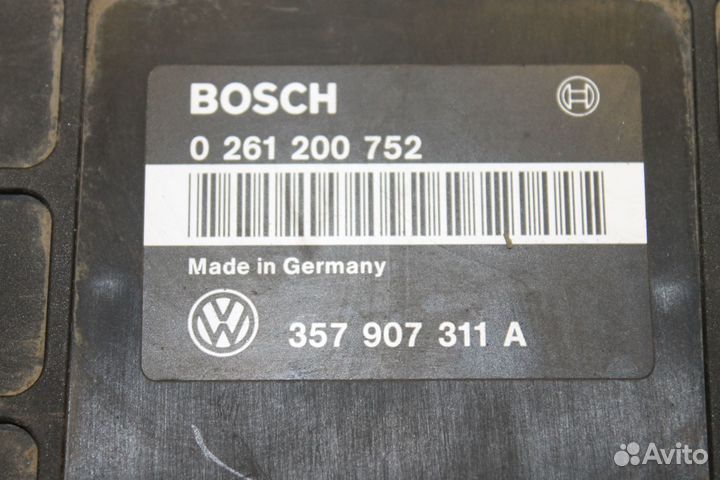 BOSCH
0 261 200 752
Made in Germany
357 907 311 A
Avito